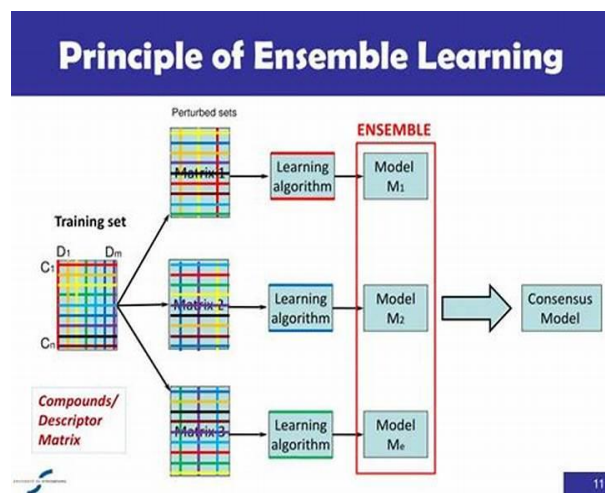 Principle of Ensemble Learning
Perturbed sets
ENSEMBLE
Matrix 1
Learning
algorithm
Model
M1
Training set
D1 Dm
C1
Cn
Matrix 2
Learning
algorithm
Model
M2
Consensus
Model
Compounds/
Descriptor
Matrix
Matrix 3
Learning
algorithm
Model
Me
11